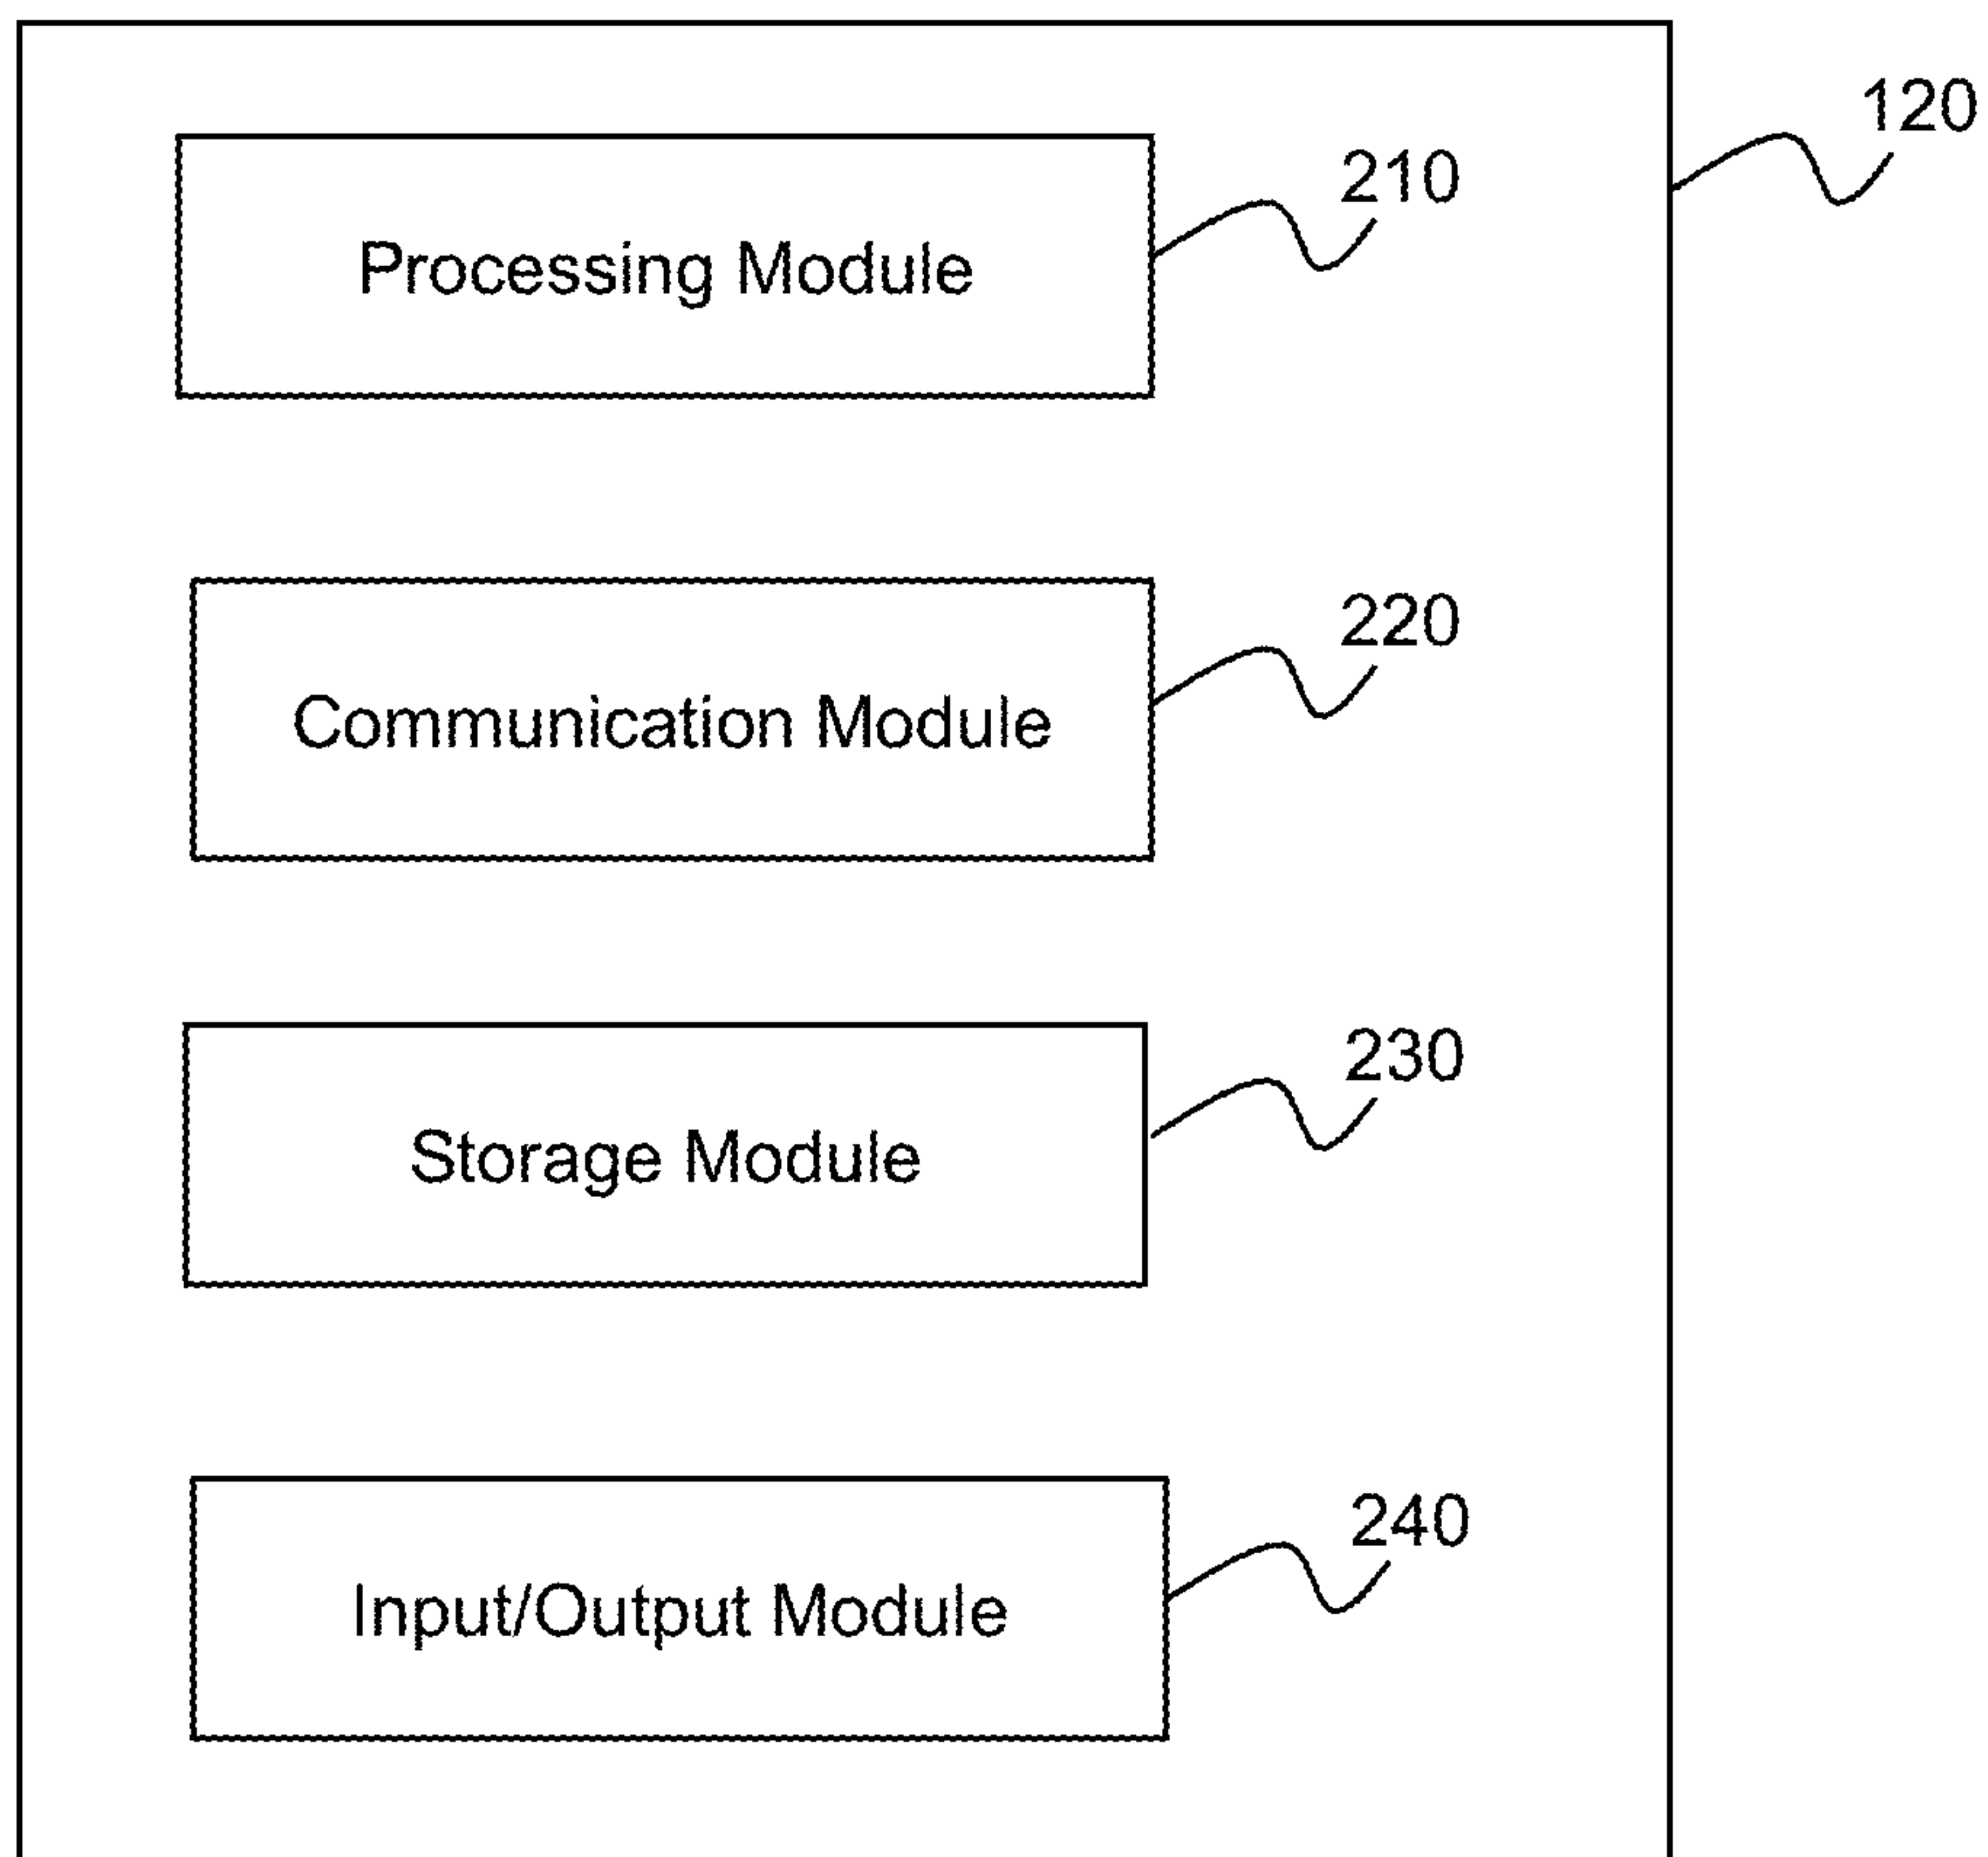 120
210
Processing Module
220
Communication Module
230
Storage Module
240
Input/Output Module